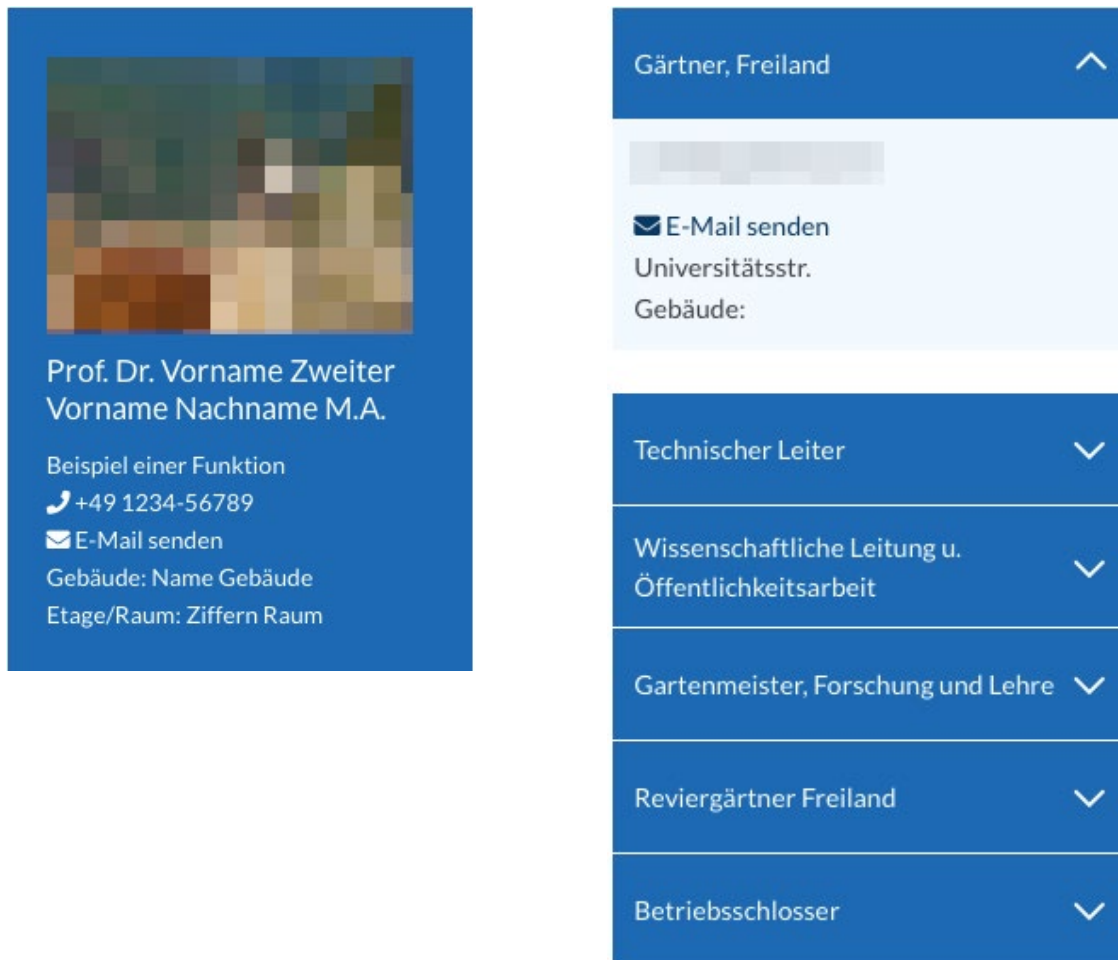 Prof. Dr. Vorname Zweiter
Vorname Nachname M.A.
Beispiel einer Funktion
+49 1234-56789
E-Mail senden
Gebäude: Name Gebäude
Etage/Raum: Ziffern Raum
Gärtner, Freiland
E-Mail senden
Universitätsstr.
Gebäude:
Technischer Leiter
Wissenschaftliche Leitung u.
Öffentlichkeitsarbeit
Gartenmeister, Forschung und Lehre
Reviergärtner Freiland
Betriebsschlosser